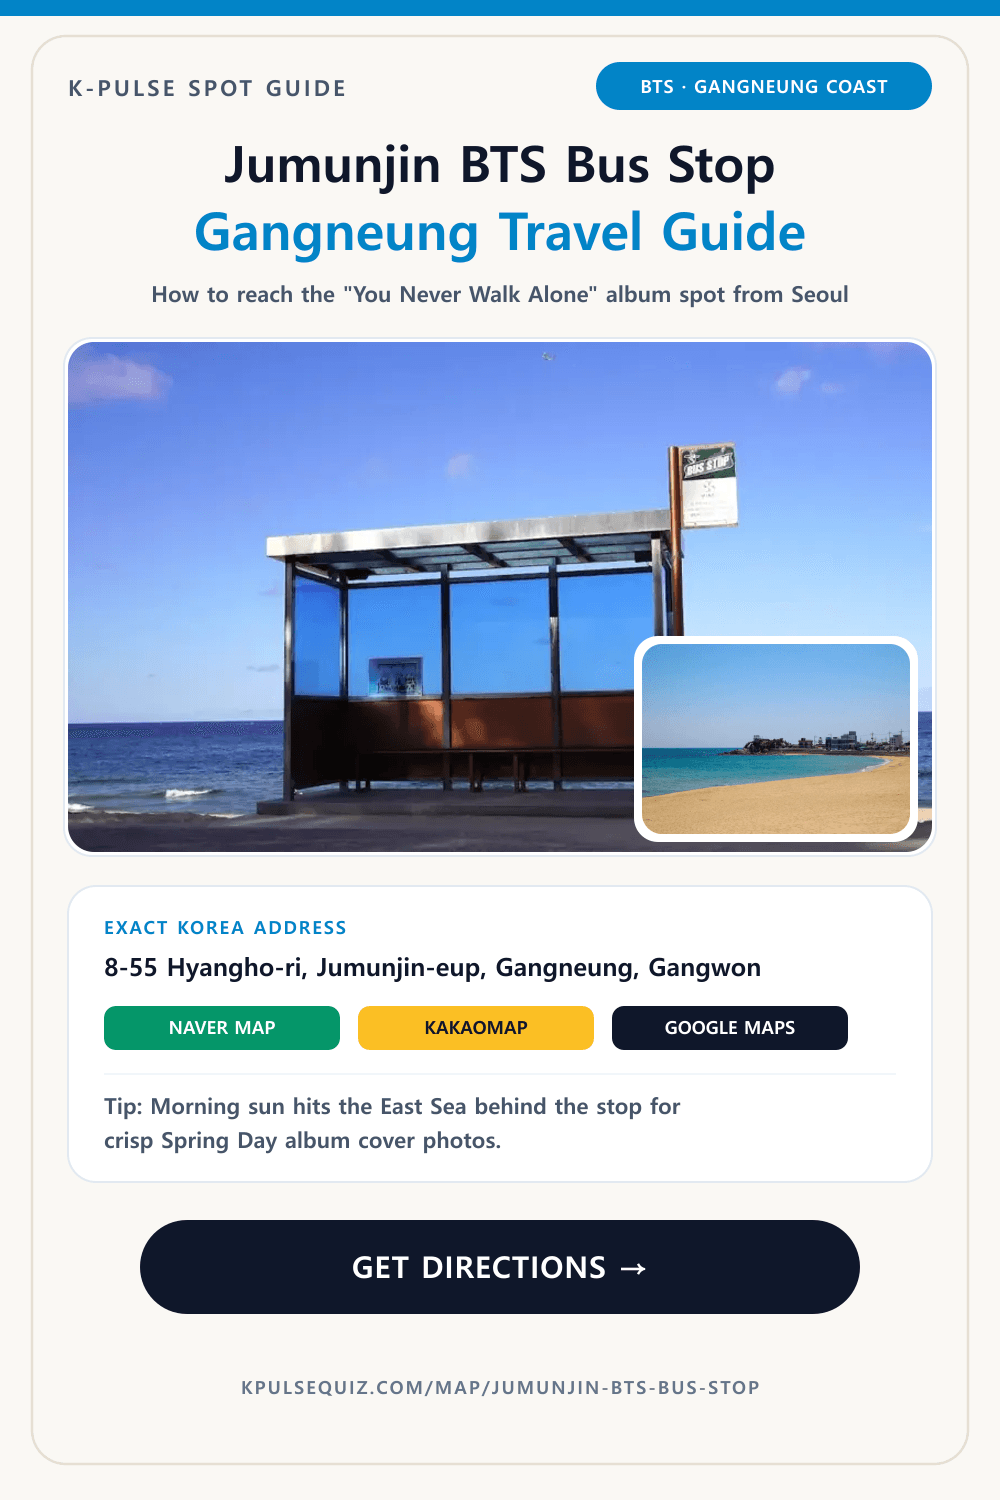 K-PULSE SPOT GUIDE
BTS · GANGNEUNG COAST
Jumunjin BTS Bus Stop
Gangneung Travel Guide
How to reach the "You Never Walk Alone" album spot from Seoul
BUS STOP
EXACT KOREA ADDRESS
8-55 Hyangho-ri, Jumunjin-eup, Gangneung, Gangwon
NAVER MAP
KAKAOMAP
GOOGLE MAPS
Tip: Morning sun hits the East Sea behind the stop for
crisp Spring Day album cover photos.
GET DIRECTIONS →
KPULSEQUIZ.COM/MAP/JUMUNJIN-BTS-BUS-STOP